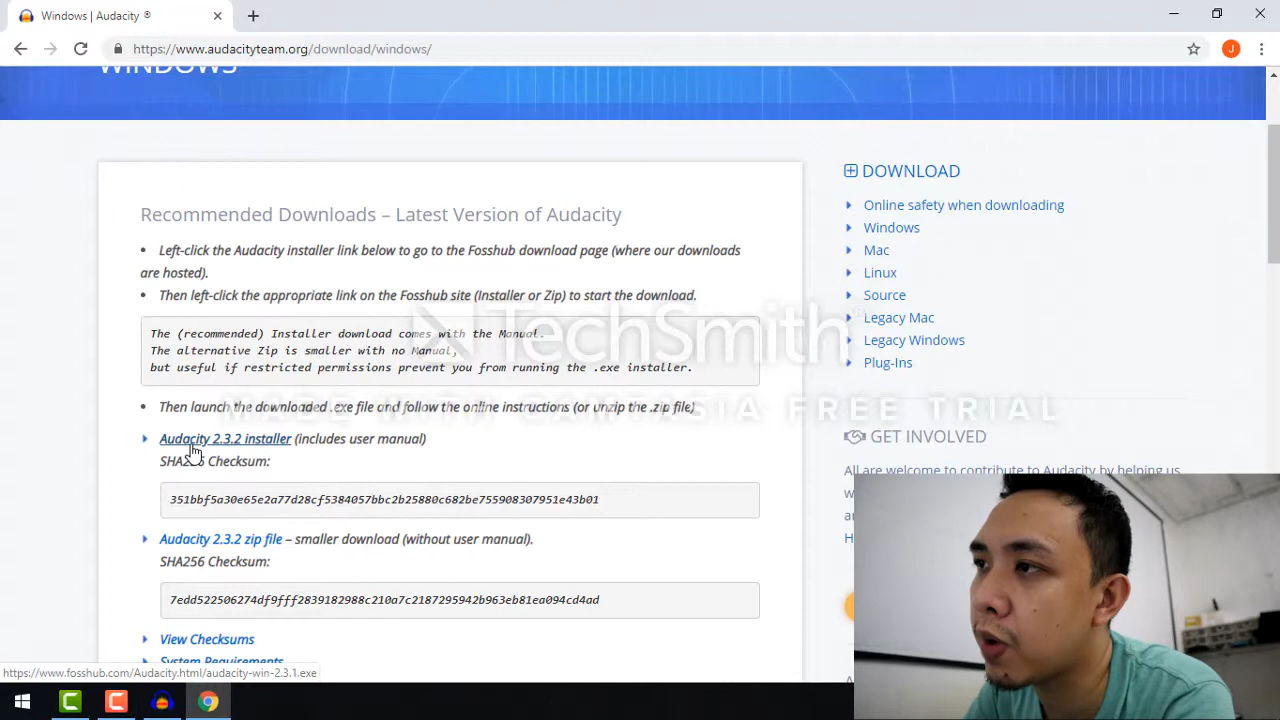 Windows | Audacity ®
https://www.audacityteam.org/download/windows/
J
WINDOWS
Recommended Downloads – Latest Version of Audacity
• Left-click the Audacity installer link below to go to the Fosshub download page (where our downloads
are hosted).
• Then left-click the appropriate link on the Fosshub site (Installer or Zip) to start the download.
The (recommended) Installer download comes with the Manual.
The alternative Zip is smaller with no Manual,
but useful if restricted permissions prevent you from running the .exe installer.
• Then launch the downloaded .exe file and follow the online instructions (or unzip the .zip file)
Audacity 2.3.2 installer (includes user manual)
SHA256 Checksum:
351bbf5a30e65e2a77d28cf5384057bbc2b25880c682be755908307951e43b01
Audacity 2.3.2 zip file – smaller download (without user manual).
SHA256 Checksum:
7edd522506274df9fff2839182988c210a7c2187295942b963eb81ea094cd4ad
View Checksums
System Requirements
DOWNLOAD
Online safety when downloading
Windows
Mac
Linux
Source
Legacy Mac
Legacy Windows
Plug-Ins
GET INVOLVED
All are welcome to contribute to Audacity by helping us
TechSmith
MADE WITH CAMTASIA FREE TRIAL
https://www.fosshub.com/Audacity.html/audacity-win-2.3.1.exe